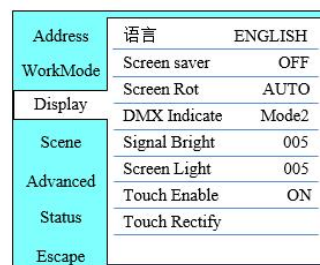 Address
WorkMode
Display
Scene
Advanced
Status
Escape
语言 ENGLISH
Screen saver OFF
Screen Rot AUTO
DMX Indicate Mode2
Signal Bright 005
Screen Light 005
Touch Enable ON
Touch Rectify